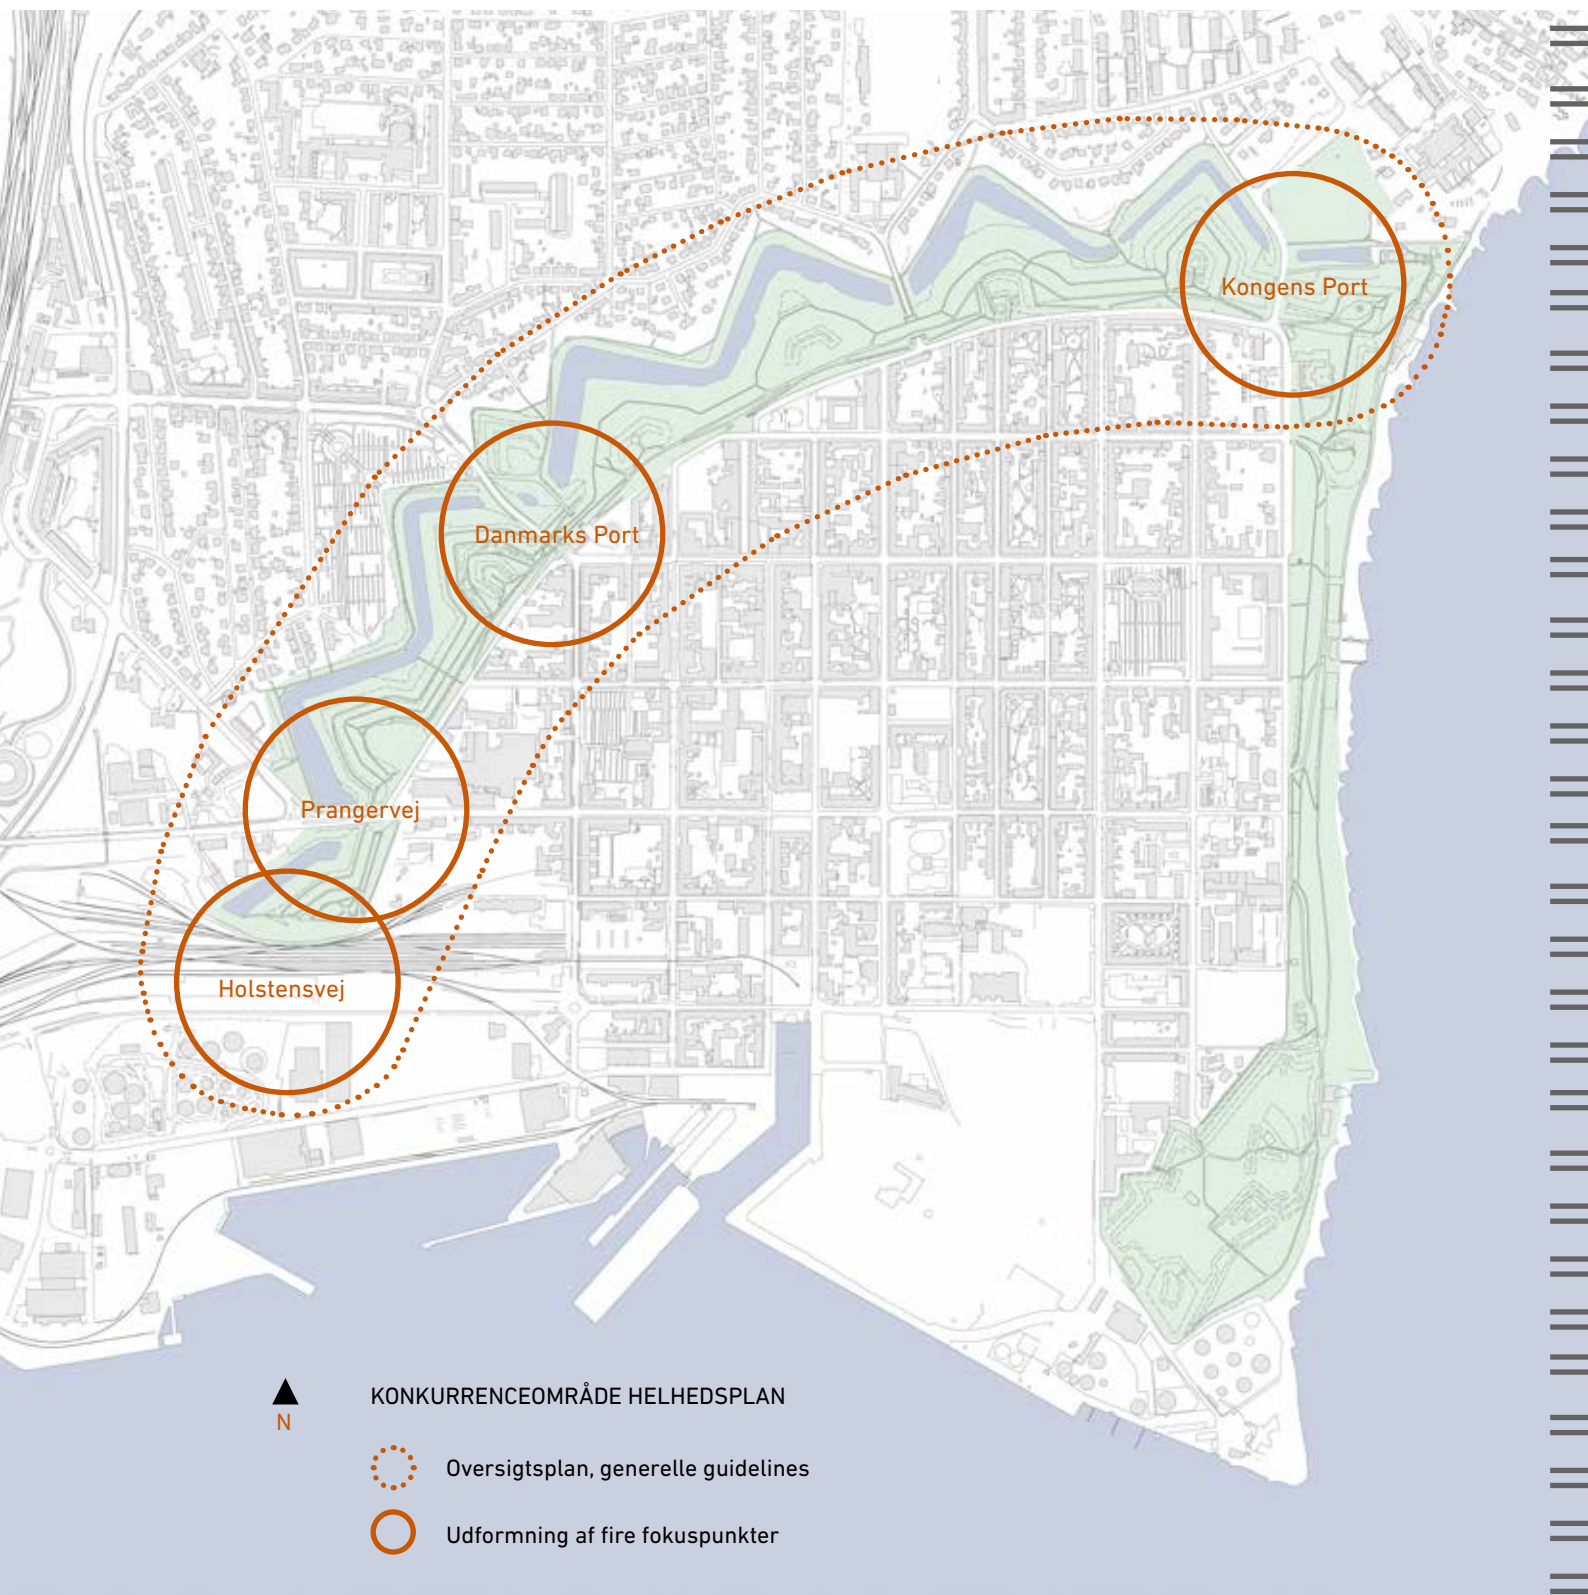 Kongens Port
Danmarks Port
Prangervej
Holstensvej
N
KONKURRENCEOMRÅDE HELHEDSPLAN
Oversigtsplan, generelle guidelines
Udformning af fire fokuspunkter